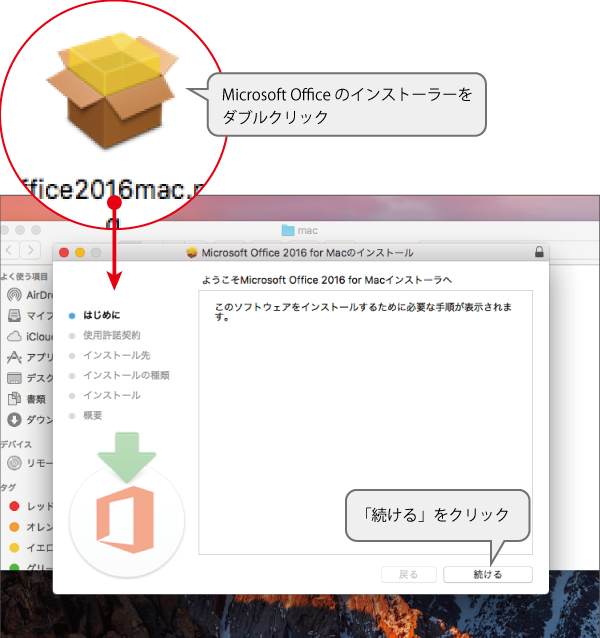 Microsoft Office のインストーラーを
ダブルクリック
ffice2016mac.p
mac
Microsoft Office 2016 for Macのインストール
ようこそMicrosoft Office 2016 for Macインストーラへ
このソフトウェアをインストールするために必要な手順が表示されま
す。
よく使う項目
AirDro
マイフ
iCloud
アプリ
デスク
書類
ダウン
デバイス
リモー
タグ
レッド
オレン
イエロ
グリー
はじめに
使用許諾契約
インストール先
インストールの種類
インストール
概要
「続ける」をクリック
戻る
続ける